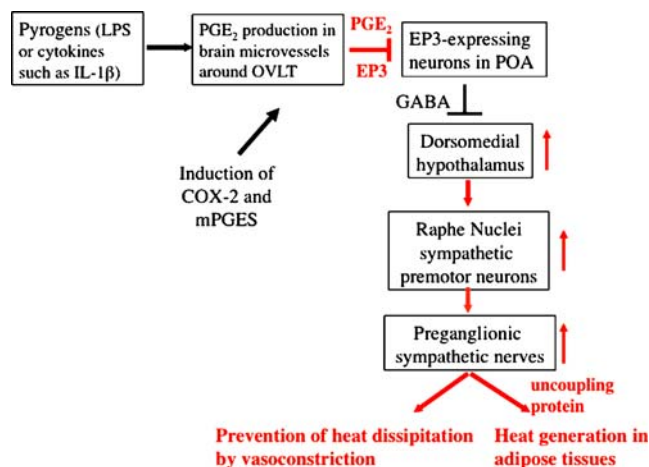 Pyrogens (LPS
or cytokines
such as IL-1β)
PGE₂ production in
brain microvessels
around OVLT
PGE₂
EP3
EP3-expressing
neurons in POA
GABA
Dorsomedial
hypothalamus
Induction of
COX-2 and
mPGES
Raphe Nuclei
sympathetic
premotor neurons
Preganglionic
sympathetic nerves
uncoupling
protein
Prevention of heat dissipitation
by vasoconstriction
Heat generation in
adipose tissues